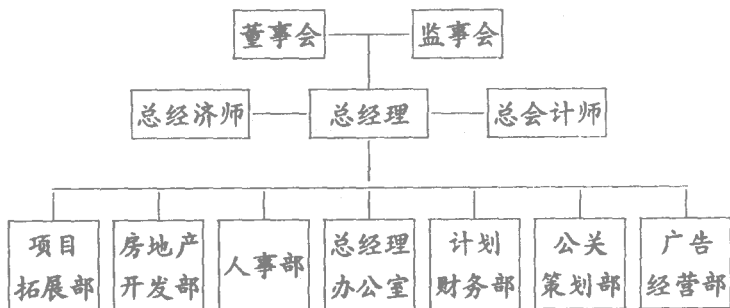 董事会
监事会
总经济师
总经理
总会计师
项目
拓展部
房地产
开发部
人事部
总经理
办公室
计划
财务部
公关
策划部
广告
经营部